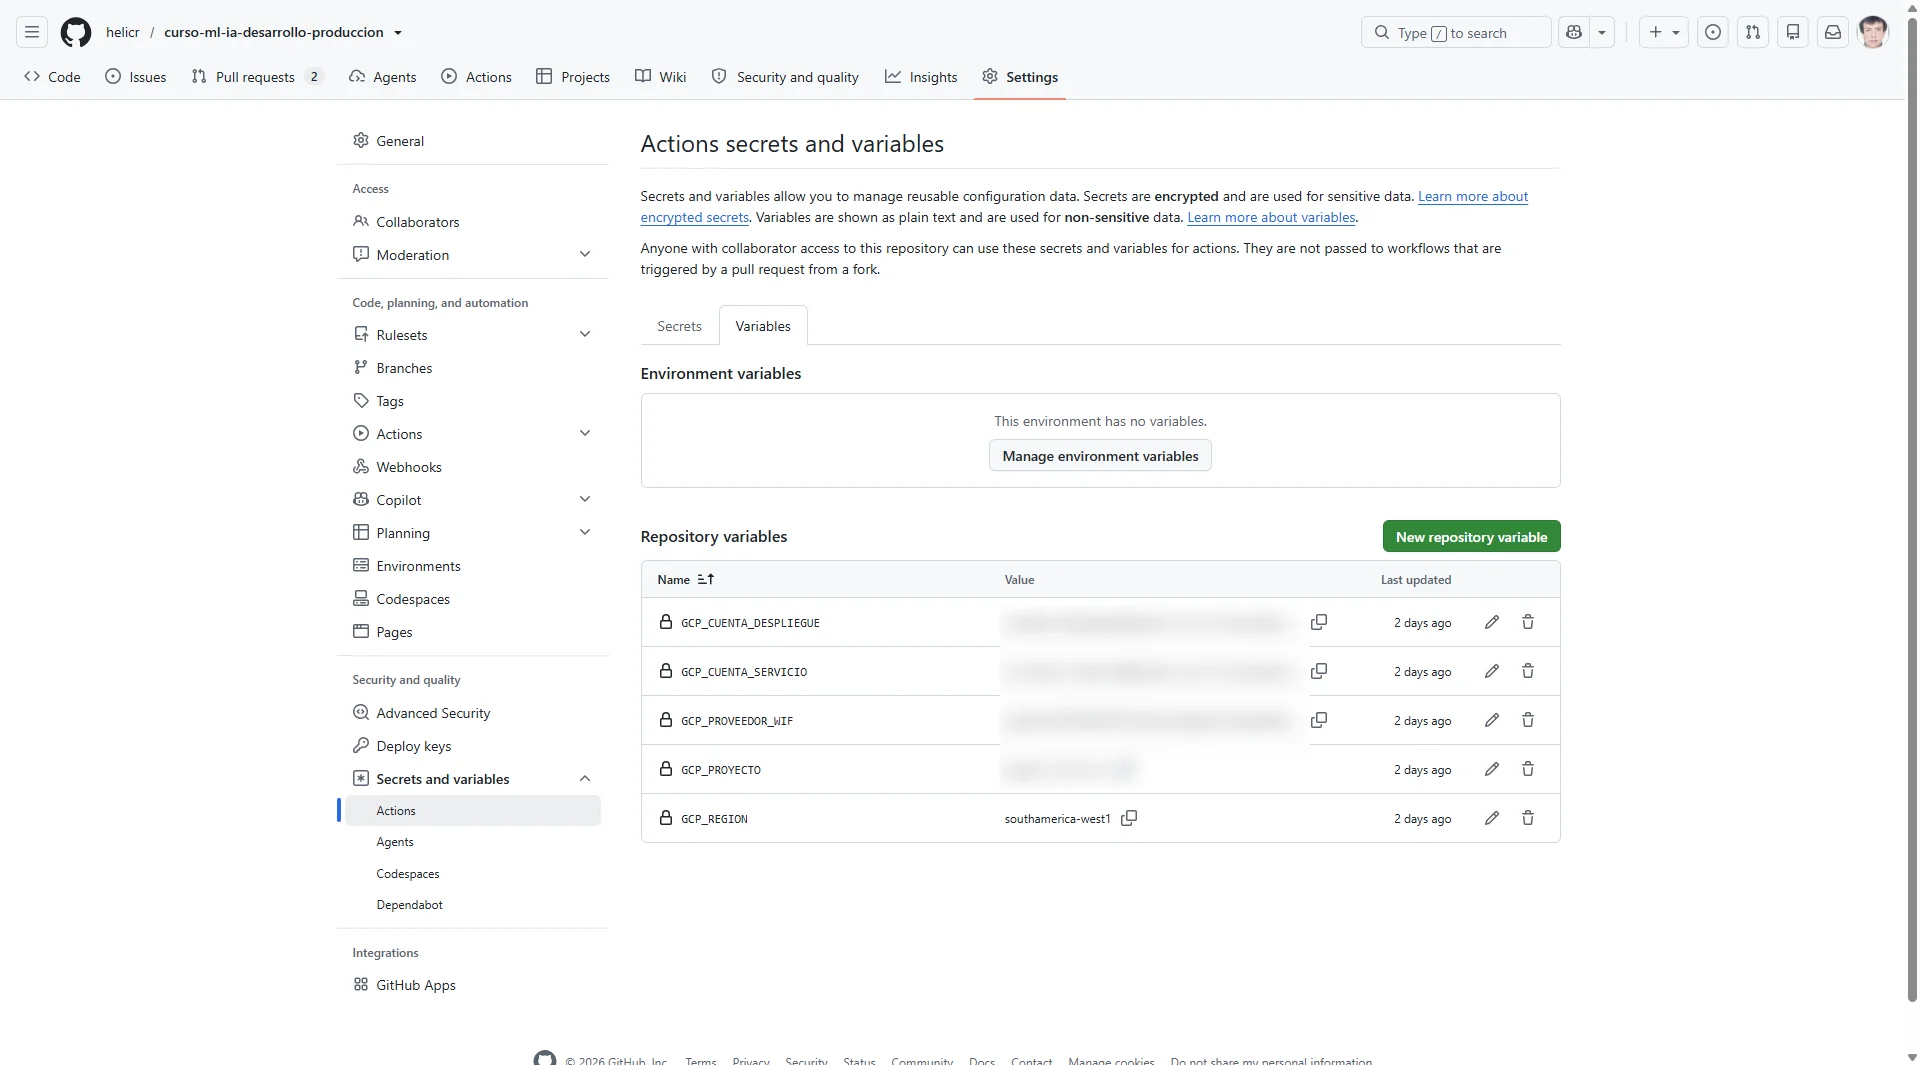 helicr / curso-ml-ia-desarrollo-produccion
Type / to search
Code
Issues
Pull requests 2
Agents
Actions
Projects
Wiki
Security and quality
Insights
Settings
General
Access
Collaborators
Moderation
Code, planning, and automation
Rulesets
Branches
Tags
Actions
Webhooks
Copilot
Planning
Environments
Codespaces
Pages
Security and quality
Advanced Security
Deploy keys
Secrets and variables
Actions
Agents
Codespaces
Dependabot
Integrations
GitHub Apps
Actions secrets and variables
Secrets and variables allow you to manage reusable configuration data. Secrets are encrypted and are used for sensitive data. Learn more about
encrypted secrets. Variables are shown as plain text and are used for non-sensitive data. Learn more about variables.
Anyone with collaborator access to this repository can use these secrets and variables for actions. They are not passed to workflows that are
triggered by a pull request from a fork.
Secrets
Variables
Environment variables
This environment has no variables.
Manage environment variables
Repository variables
New repository variable
Name Value Last updated
GCP_CUENTA_DESPLIEGUE 2 days ago
GCP_CUENTA_SERVICIO 2 days ago
GCP_PROVEEDOR_WIF 2 days ago
GCP_PROYECTO 2 days ago
GCP_REGION southamerica-west1 2 days ago
© 2026 GitHub, Inc. Terms Privacy Security Status Community Docs Contact Manage cookies Do not share my personal information